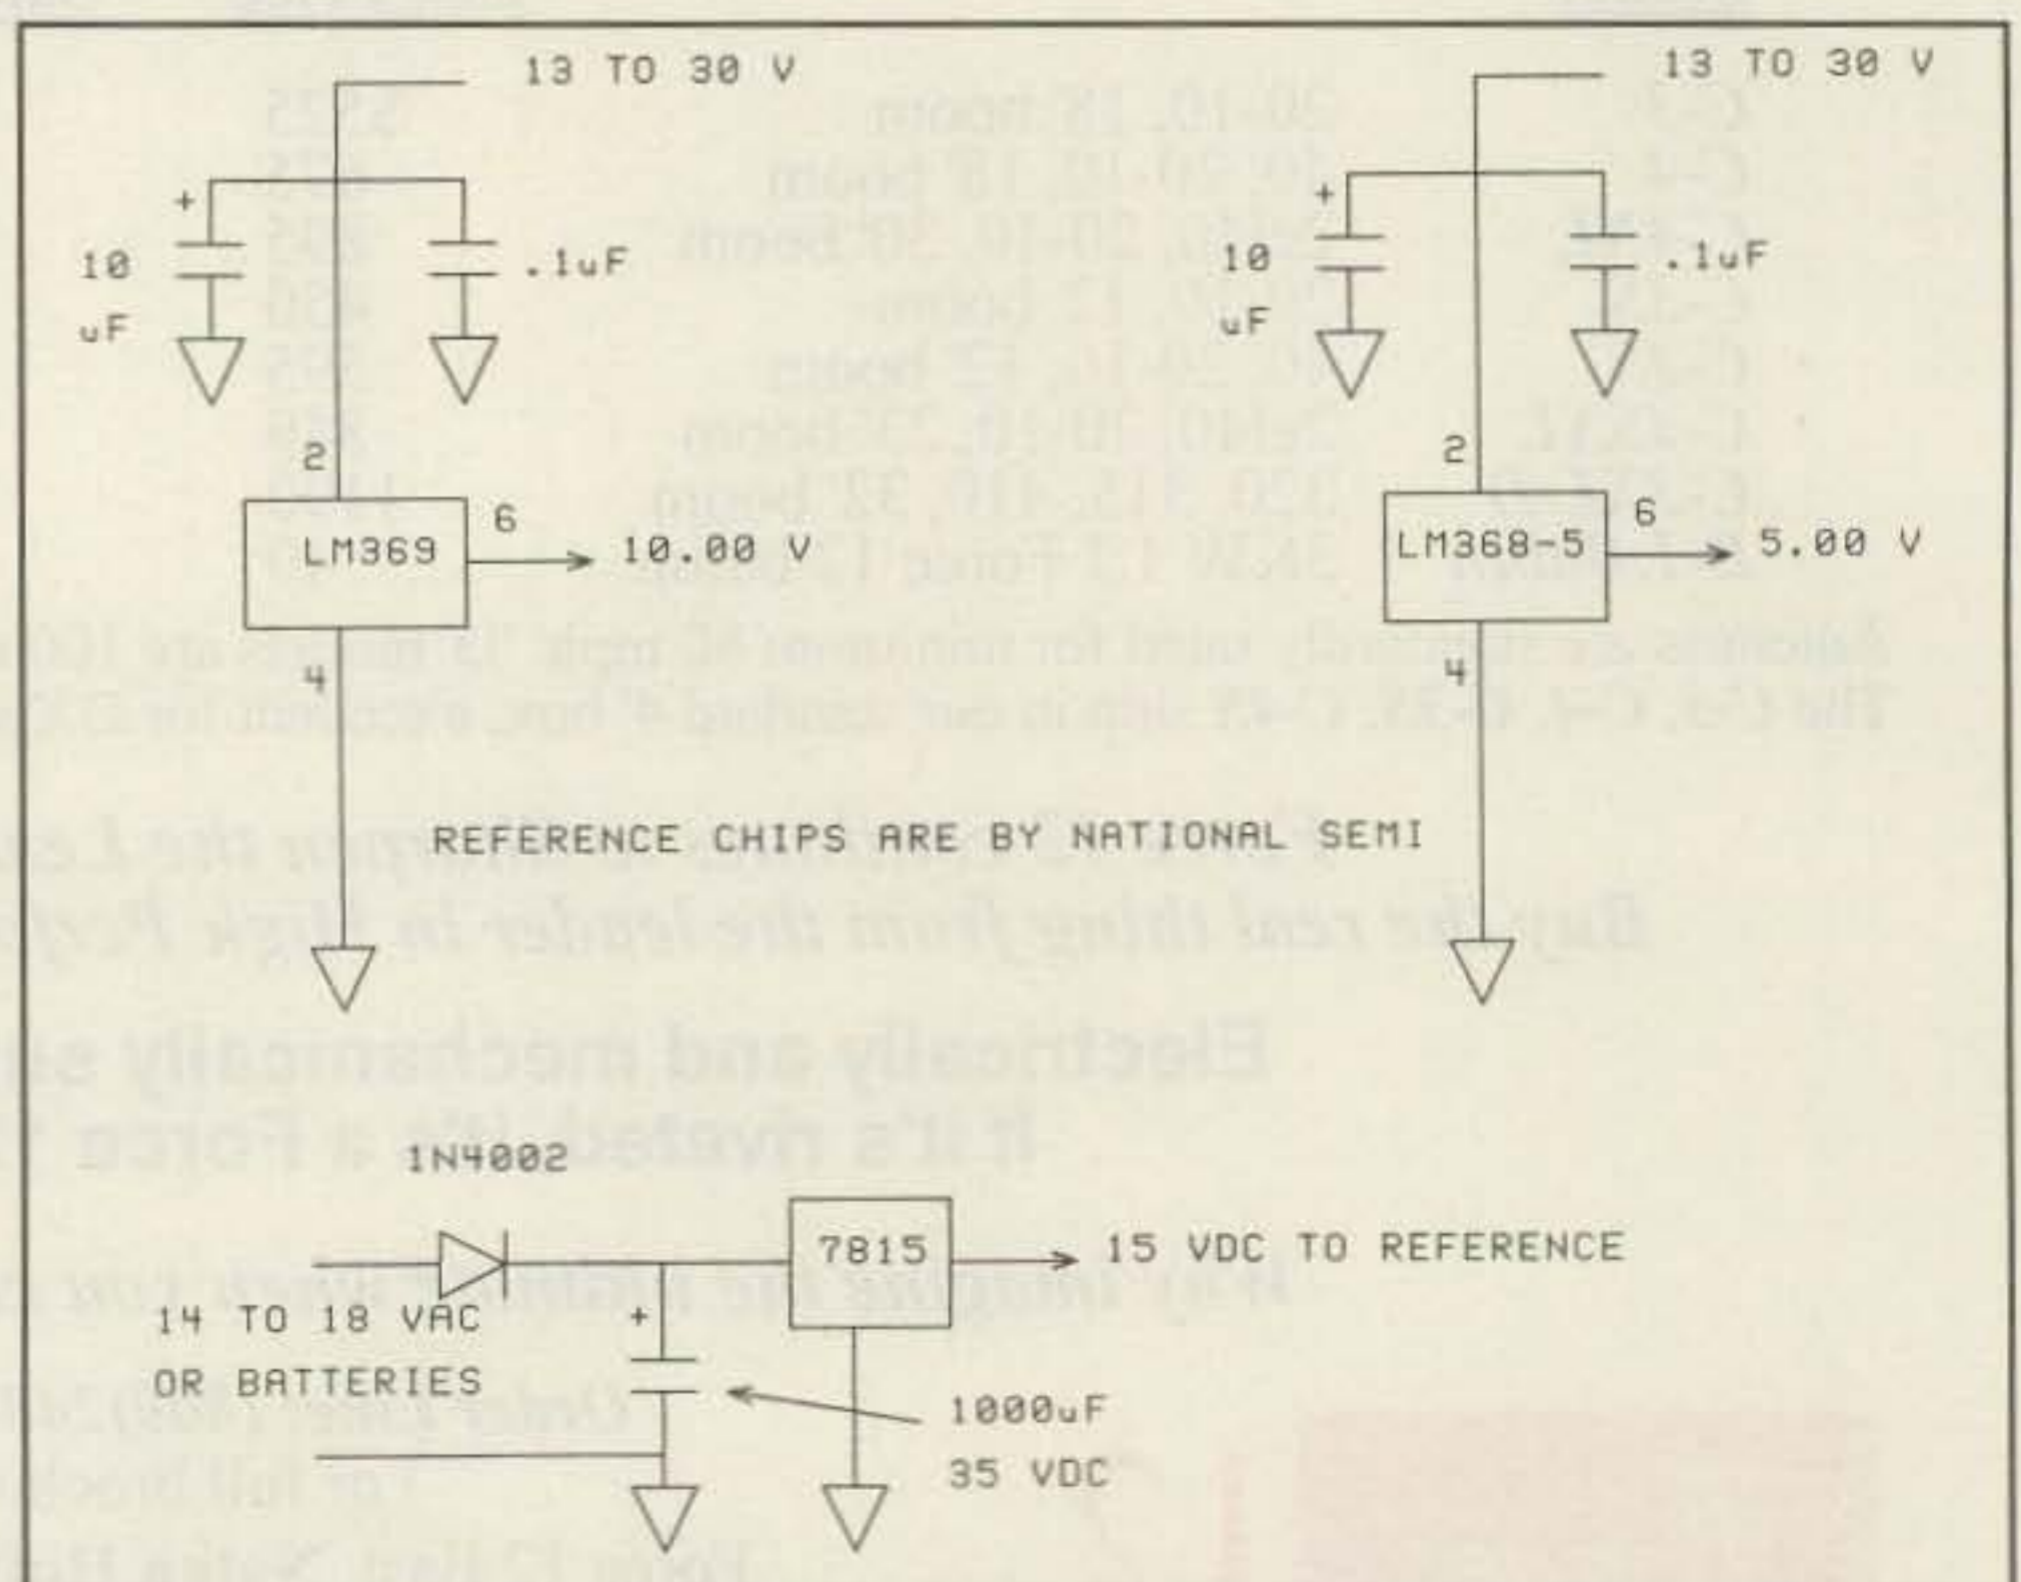 13 TO 30 V
+
10
uF
.1uF
2
LM369
6
10.00 V
4
13 TO 30 V
+
10
uF
.1uF
2
LM368-5
6
5.00 V
4
REFERENCE CHIPS ARE BY NATIONAL SEMI
1N4002
7815
15 VDC TO REFERENCE
14 TO 18 VAC
OR BATTERIES
+
1000uF
35 VDC